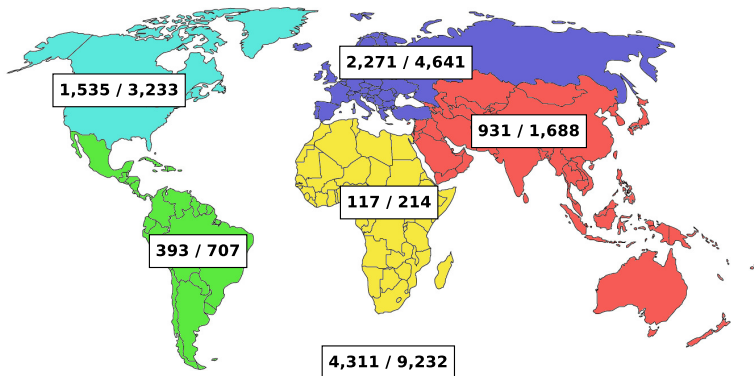 2,271 / 4,641
1,535 / 3,233
931 / 1,688
117 / 214
393 / 707
4,311 / 9,232